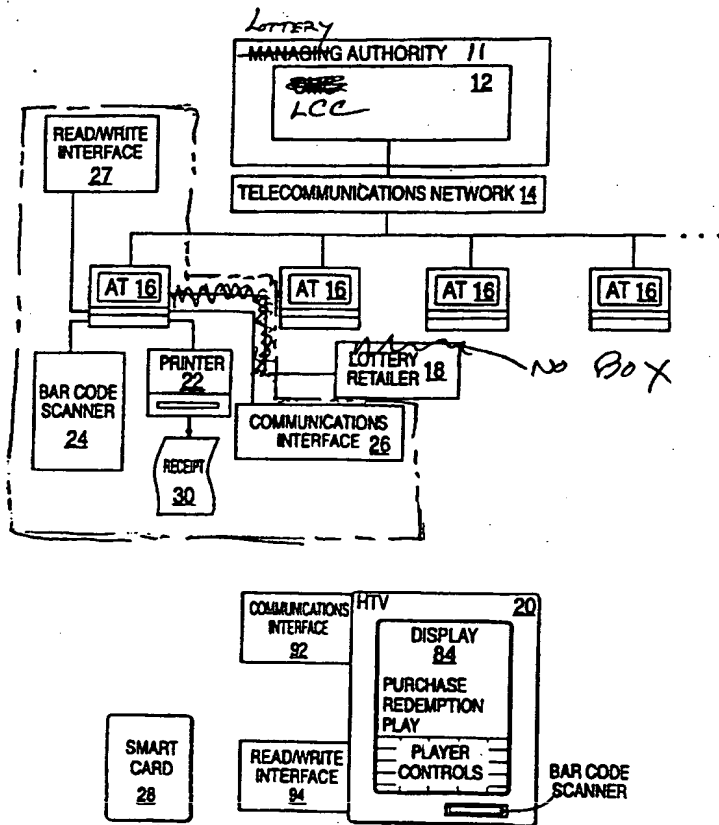 LOTTERY
MANAGING AUTHORITY 11
12
LCC
READ/WRITE
INTERFACE
27
TELECOMMUNICATIONS NETWORK 14
AT 16
AT 16
AT 16
AT 16
BAR CODE
SCANNER
24
PRINTER
22
LOTTERY
RETAILER 18
NO BOX
COMMUNICATIONS
INTERFACE 26
RECEIPT
30
COMMUNICATIONS
INTERFACE
92
HTV 20
DISPLAY
84
PURCHASE
REDEMPTION
PLAY
PLAYER
CONTROLS
SMART
CARD
28
READ/WRITE
INTERFACE
94
BAR CODE
SCANNER